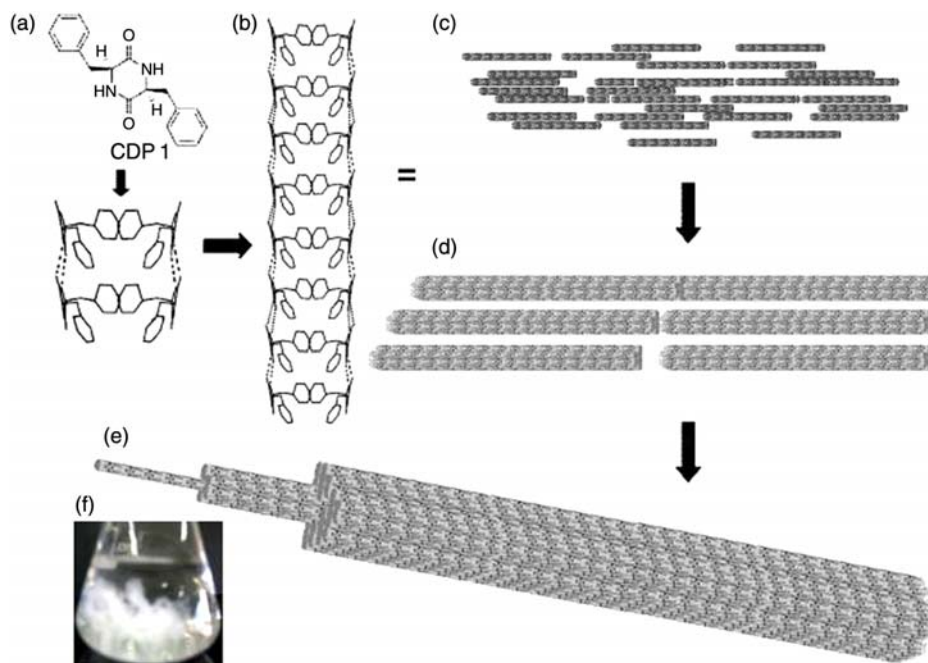 (a)
(b)
(c)
H
O
NH
HN
H
O
CDP 1
=
(d)
(e)
(f)